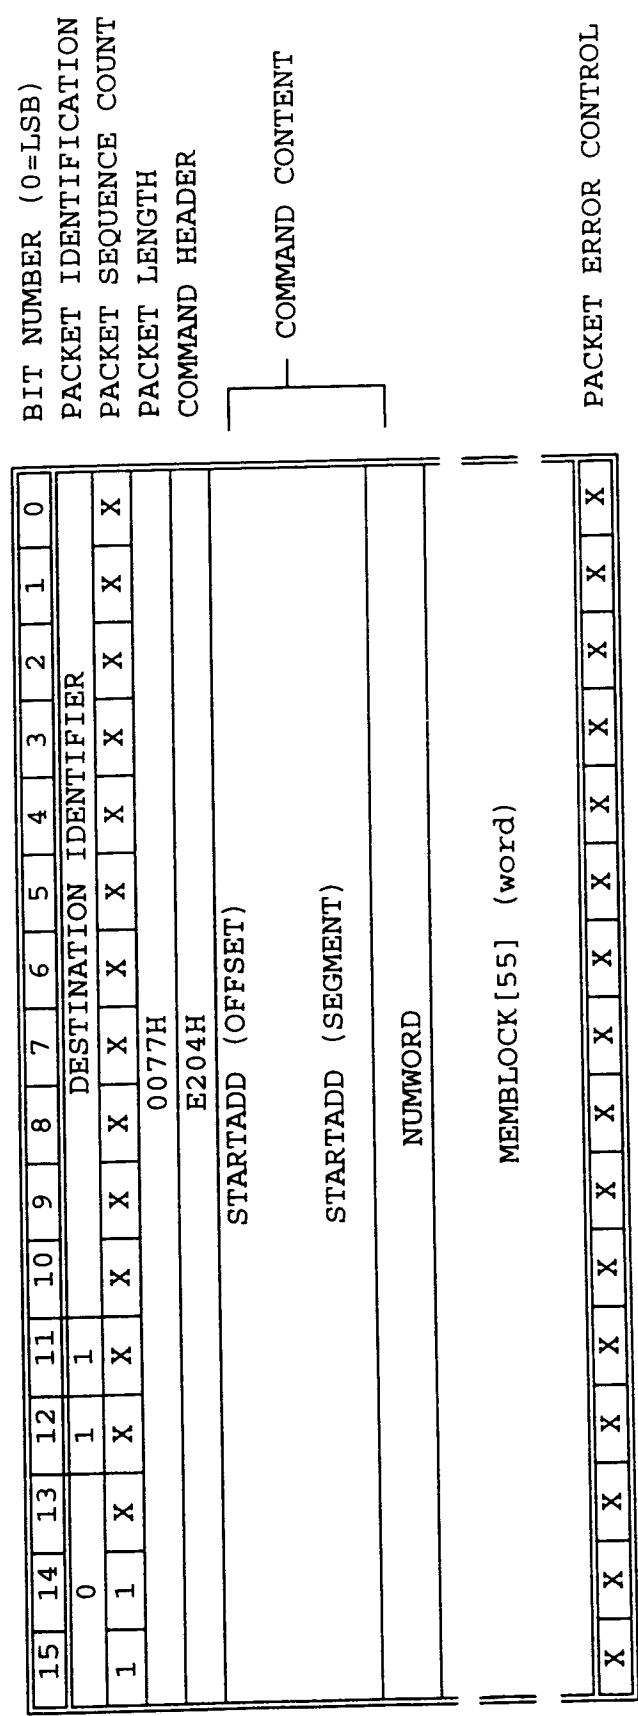 15 14 13 12 11 10 9 8 7 6 5 4 3 2 1 0 BIT NUMBER (0=LSB)
0 1 1 DESTINATION IDENTIFIER PACKET IDENTIFICATION
1 1 X X X X X X X X X X X X X X PACKET SEQUENCE COUNT
0077H PACKET LENGTH
E204H COMMAND HEADER
STARTADD (OFFSET)
COMMAND CONTENT
STARTADD (SEGMENT)
NUMWORD
MEMBLOCK[55] (word)
X X X X X X X X X X X X X X X X PACKET ERROR CONTROL